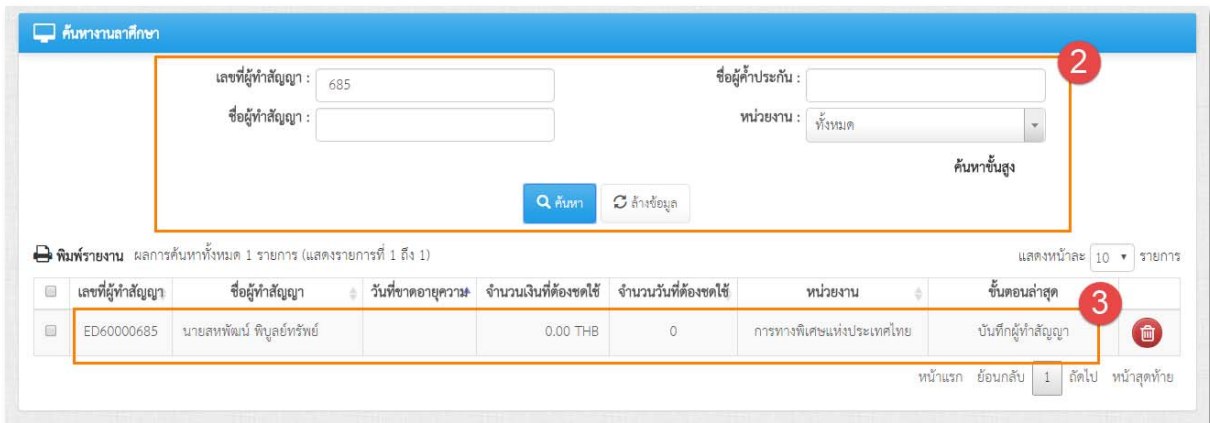 ค้นหางานลาศึกษา
2
เลขที่ผู้ทำสัญญา : 685 ชื่อผู้ค้ำประกัน :
ชื่อผู้ทำสัญญา : หน่วยงาน : ทั้งหมด
ค้นหาขั้นสูง
ค้นหา ล้างข้อมูล
พิมพ์รายงาน ผลการค้นหาทั้งหมด 1 รายการ (แสดงรายการที่ 1 ถึง 1) แสดงหน้าละ 10 รายการ
เลขที่ผู้ทำสัญญา ชื่อผู้ทำสัญญา วันที่ขาดอายุความ จำนวนเงินที่ต้องชดใช้ จำนวนวันที่ต้องชดใช้ หน่วยงาน ขั้นตอนล่าสุด
3
ED60000685 นายสหพัฒน์ พิบูลย์ทรัพย์ 0.00 THB 0 การทางพิเศษแห่งประเทศไทย บันทึกผู้ทำสัญญา
หน้าแรก ย้อนกลับ 1 ถัดไป หน้าสุดท้าย